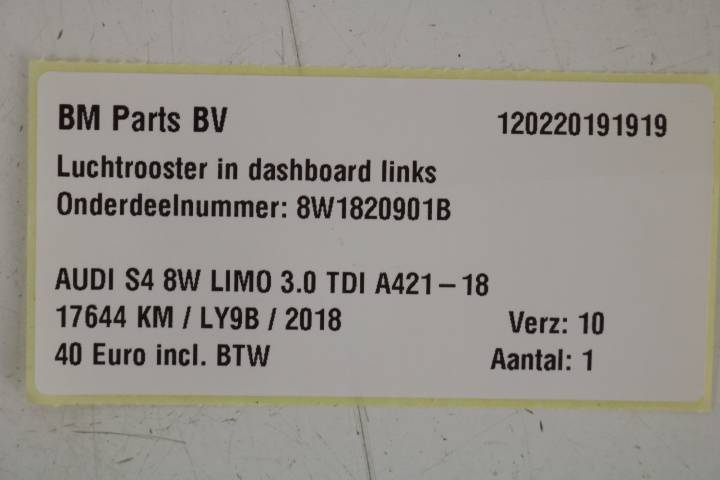 BM Parts BV 120220191919
Luchtrooster in dashboard links
Onderdeelnummer: 8W1820901B
AUDI S4 8W LIMO 3.0 TDI A421-18
17644 KM / LY9B / 2018 Verz: 10
40 Euro incl. BTW Aantal: 1